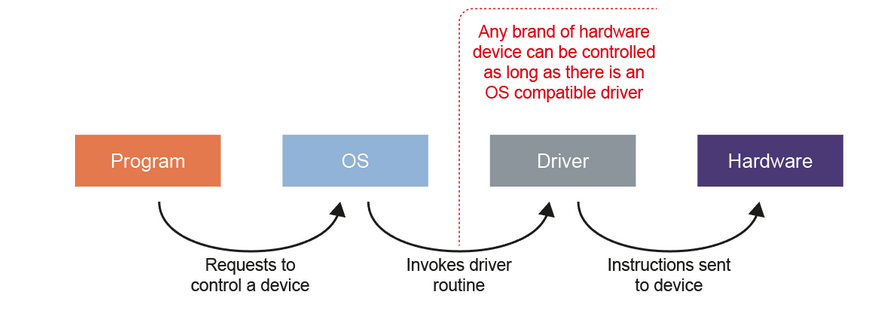 Any brand of hardware
device can be controlled
as long as there is an
OS compatible driver
Program
OS
Driver
Hardware
Requests to
control a device
Invokes driver
routine
Instructions sent
to device